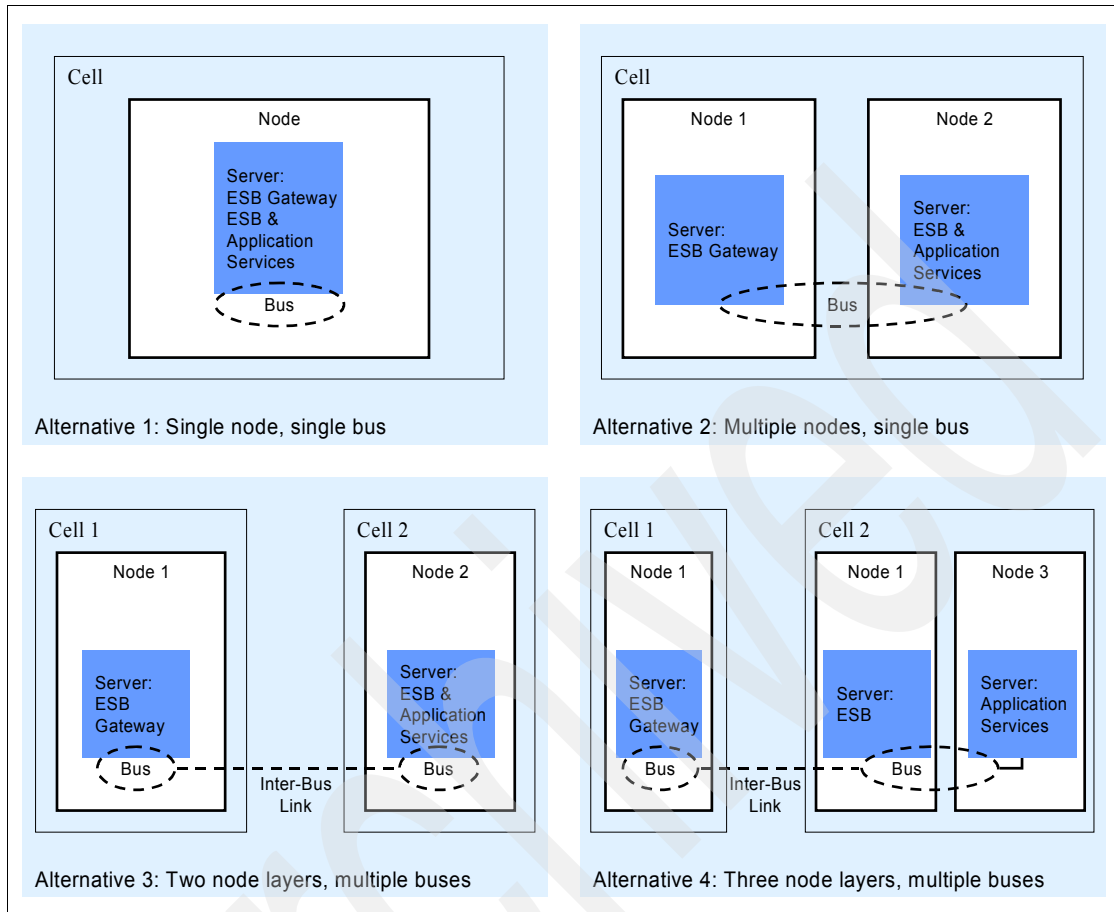 Cell
Node
Server:
ESB Gateway
ESB &
Application
Services
Bus
Alternative 1: Single node, single bus
Cell
Node 1
Node 2
Server:
ESB Gateway
Server:
ESB &
Application
Services
Bus
Alternative 2: Multiple nodes, single bus
Cell 1
Cell 2
Node 1
Node 2
Server:
ESB
Gateway
Server:
ESB &
Application
Services
Bus
Bus
Inter-Bus
Link
Alternative 3: Two node layers, multiple buses
Cell 1
Cell 2
Node 1
Node 1
Node 3
Server:
ESB
Gateway
Server:
ESB
Server:
Application
Services
Bus
Inter-Bus
Link
Bus
Alternative 4: Three node layers, multiple buses